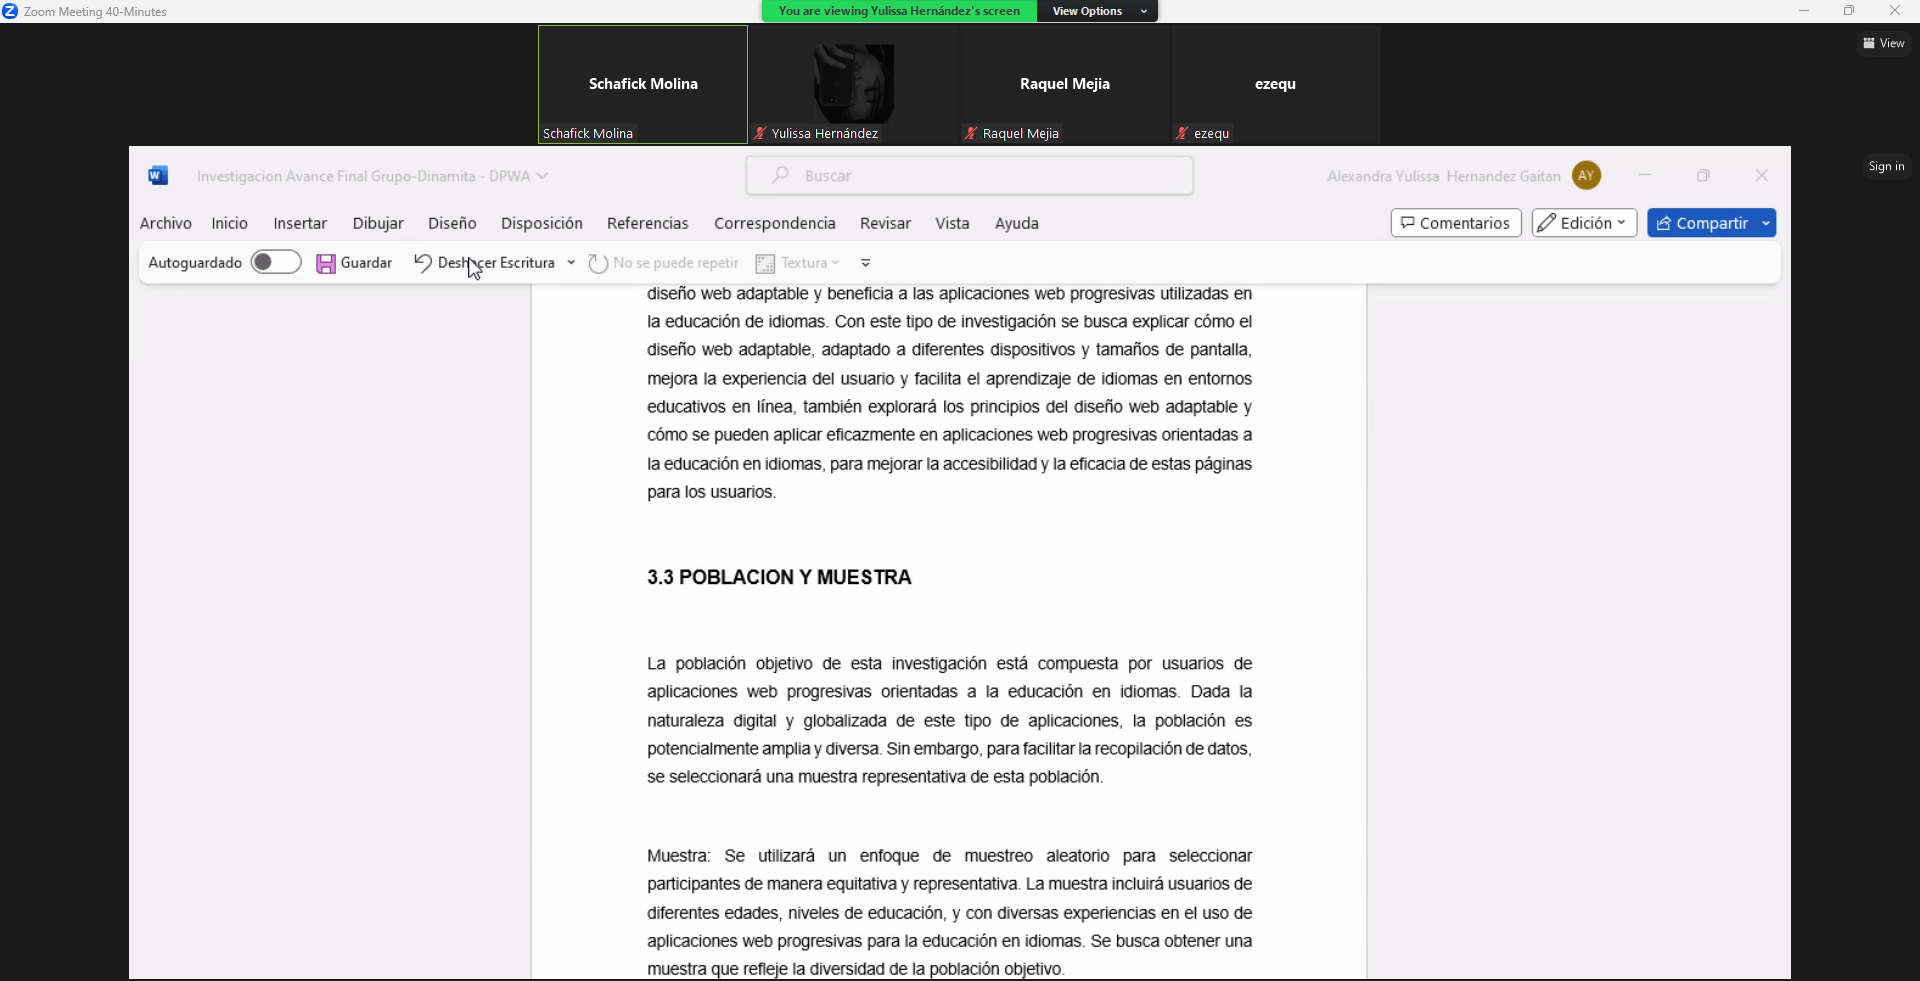 Zoom Meeting 40-Minutes
You are viewing Yulissa Hernández's screen
View Options
View
Schafick Molina
Raquel Mejia
ezequ
Schafick Molina
Yulissa Hernández
Raquel Mejia
ezequ
Sign in
Investigacion Avance Final Grupo-Dinamita - DPWA
Buscar
Alexandra Yulissa Hernandez Gaitan
AY
Archivo Inicio Insertar Dibujar Diseño Disposición Referencias Correspondencia Revisar Vista Ayuda
Comentarios
Edición
Compartir
Autoguardado
Guardar
Deshacer Escritura
No se puede repetir
Textura
diseño web adaptable y beneficia a las aplicaciones web progresivas utilizadas en
la educación de idiomas. Con este tipo de investigación se busca explicar cómo el
diseño web adaptable, adaptado a diferentes dispositivos y tamaños de pantalla,
mejora la experiencia del usuario y facilita el aprendizaje de idiomas en entornos
educativos en línea, también explorará los principios del diseño web adaptable y
cómo se pueden aplicar eficazmente en aplicaciones web progresivas orientadas a
la educación en idiomas, para mejorar la accesibilidad y la eficacia de estas páginas
para los usuarios.
3.3 POBLACION Y MUESTRA
La población objetivo de esta investigación está compuesta por usuarios de
aplicaciones web progresivas orientadas a la educación en idiomas. Dada la
naturaleza digital y globalizada de este tipo de aplicaciones, la población es
potencialmente amplia y diversa. Sin embargo, para facilitar la recopilación de datos,
se seleccionará una muestra representativa de esta población.
Muestra: Se utilizará un enfoque de muestreo aleatorio para seleccionar
participantes de manera equitativa y representativa. La muestra incluirá usuarios de
diferentes edades, niveles de educación, y con diversas experiencias en el uso de
aplicaciones web progresivas para la educación en idiomas. Se busca obtener una
muestra que refleje la diversidad de la población objetivo.